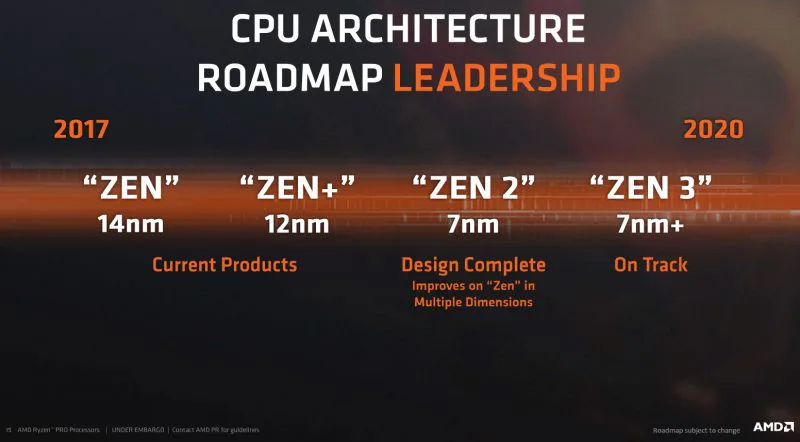 CPU ARCHITECTURE
ROADMAP LEADERSHIP
2017
2020
“ZEN”
14nm
“ZEN+”
12nm
“ZEN 2”
7nm
“ZEN 3”
7nm+
Current Products
Design Complete
Improves on “Zen” in
Multiple Dimensions
On Track
15 AMD Ryzen™ PRO Processors | UNDER EMBARGO | Contact AMD PR for guidelines
Roadmap subject to change
AMD